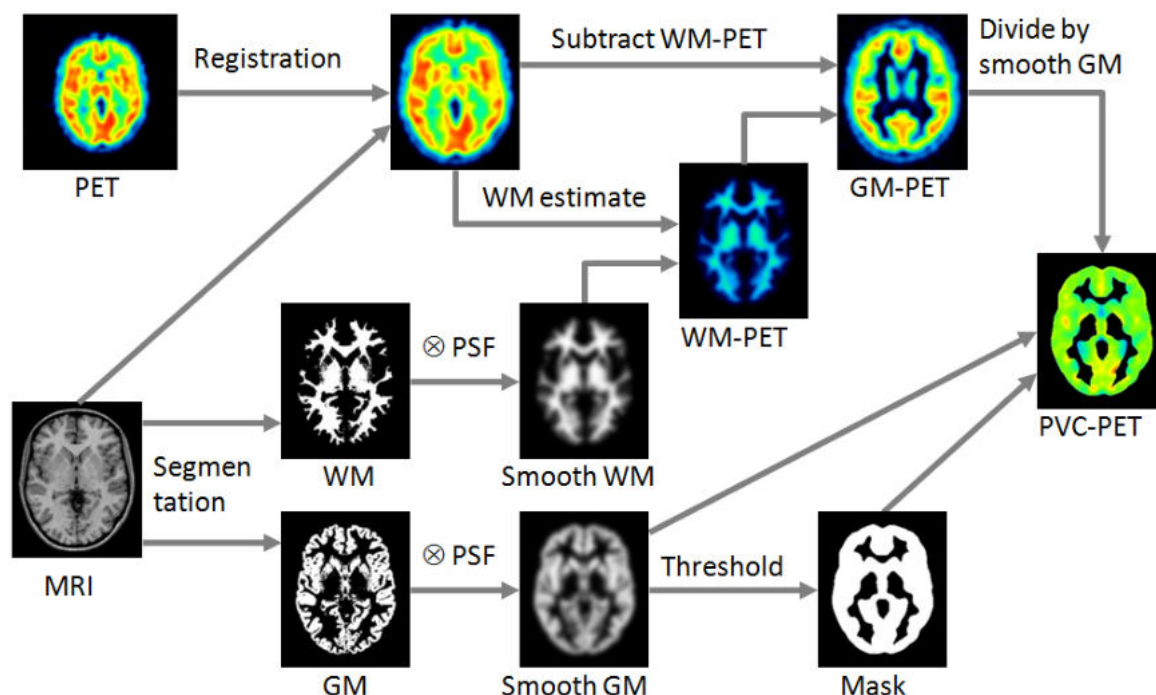 Registration
Subtract WM-PET
Divide by
smooth GM
PET
GM-PET
WM estimate
WM-PET
⊗ PSF
Segmen
tation
WM
Smooth WM
PVC-PET
MRI
⊗ PSF
Threshold
GM
Smooth GM
Mask